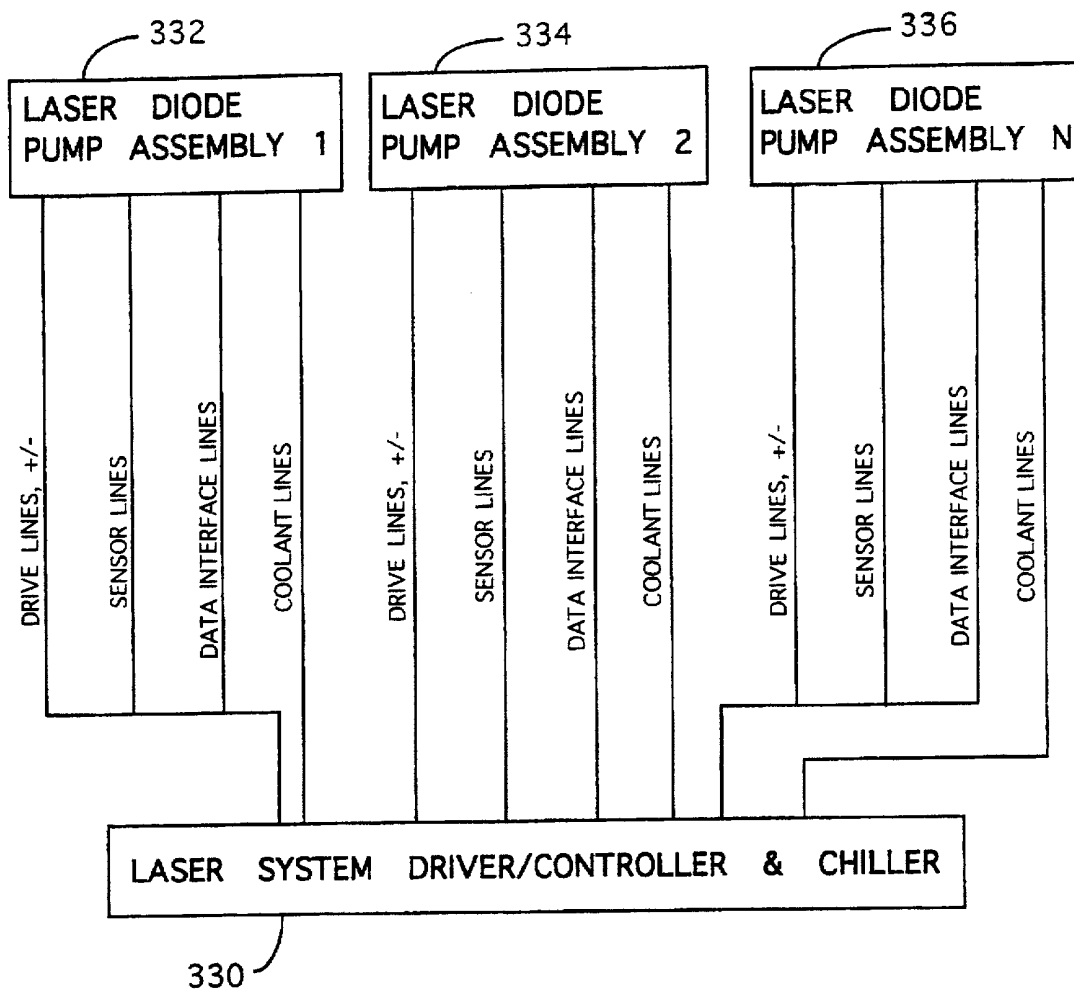 332
334
336
LASER DIODE
PUMP ASSEMBLY 1
LASER DIODE
PUMP ASSEMBLY 2
LASER DIODE
PUMP ASSEMBLY N
DRIVE LINES, +/-
SENSOR LINES
DATA INTERFACE LINES
COOLANT LINES
DRIVE LINES, +/-
SENSOR LINES
DATA INTERFACE LINES
COOLANT LINES
DRIVE LINES, +/-
SENSOR LINES
DATA INTERFACE LINES
COOLANT LINES
LASER SYSTEM DRIVER/CONTROLLER & CHILLER
330